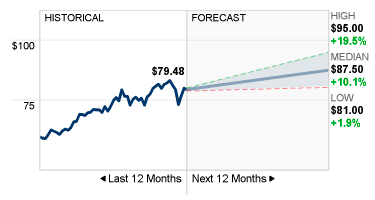 HISTORICAL
FORECAST
HIGH
$95.00
+19.5%
$100
MEDIAN
$87.50
+10.1%
$79.48
LOW
$81.00
+1.9%
75
◀ Last 12 Months
Next 12 Months ▶